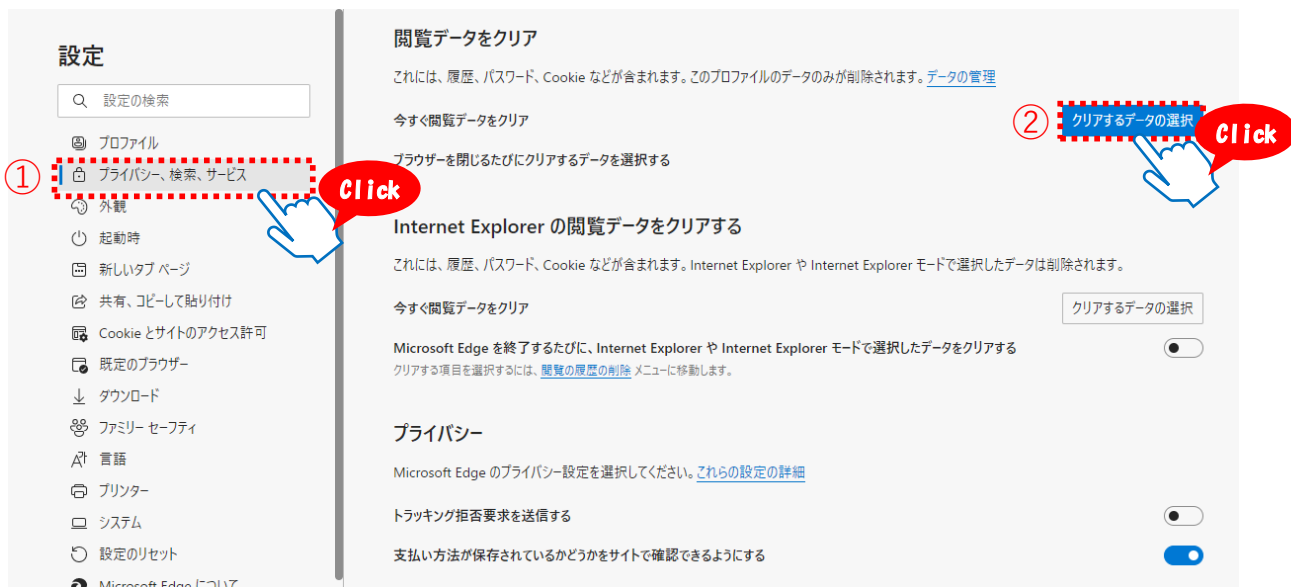 設定
設定の検索
プロファイル
① プライバシー、検索、サービス
Click
外観
起動時
新しいタブ ページ
共有、コピーして貼り付け
Cookie とサイトのアクセス許可
既定のブラウザー
ダウンロード
ファミリー セーフティ
言語
プリンター
システム
設定のリセット
Microsoft Edge について
閲覧データをクリア
これには、履歴、パスワード、Cookie などが含まれます。このプロファイルのデータのみが削除されます。データの管理
今すぐ閲覧データをクリア
② クリアするデータの選択
Click
ブラウザーを閉じるたびにクリアするデータを選択する
Internet Explorer の閲覧データをクリアする
これには、履歴、パスワード、Cookie などが含まれます。Internet Explorer や Internet Explorer モードで選択したデータは削除されます。
今すぐ閲覧データをクリア
クリアするデータの選択
Microsoft Edge を終了するたびに、Internet Explorer や Internet Explorer モードで選択したデータをクリアする
クリアする項目を選択するには、閲覧の履歴の削除 メニューに移動します。
プライバシー
Microsoft Edge のプライバシー設定を選択してください。これらの設定の詳細
トラッキング拒否要求を送信する
支払い方法が保存されているかどうかをサイトで確認できるようにする